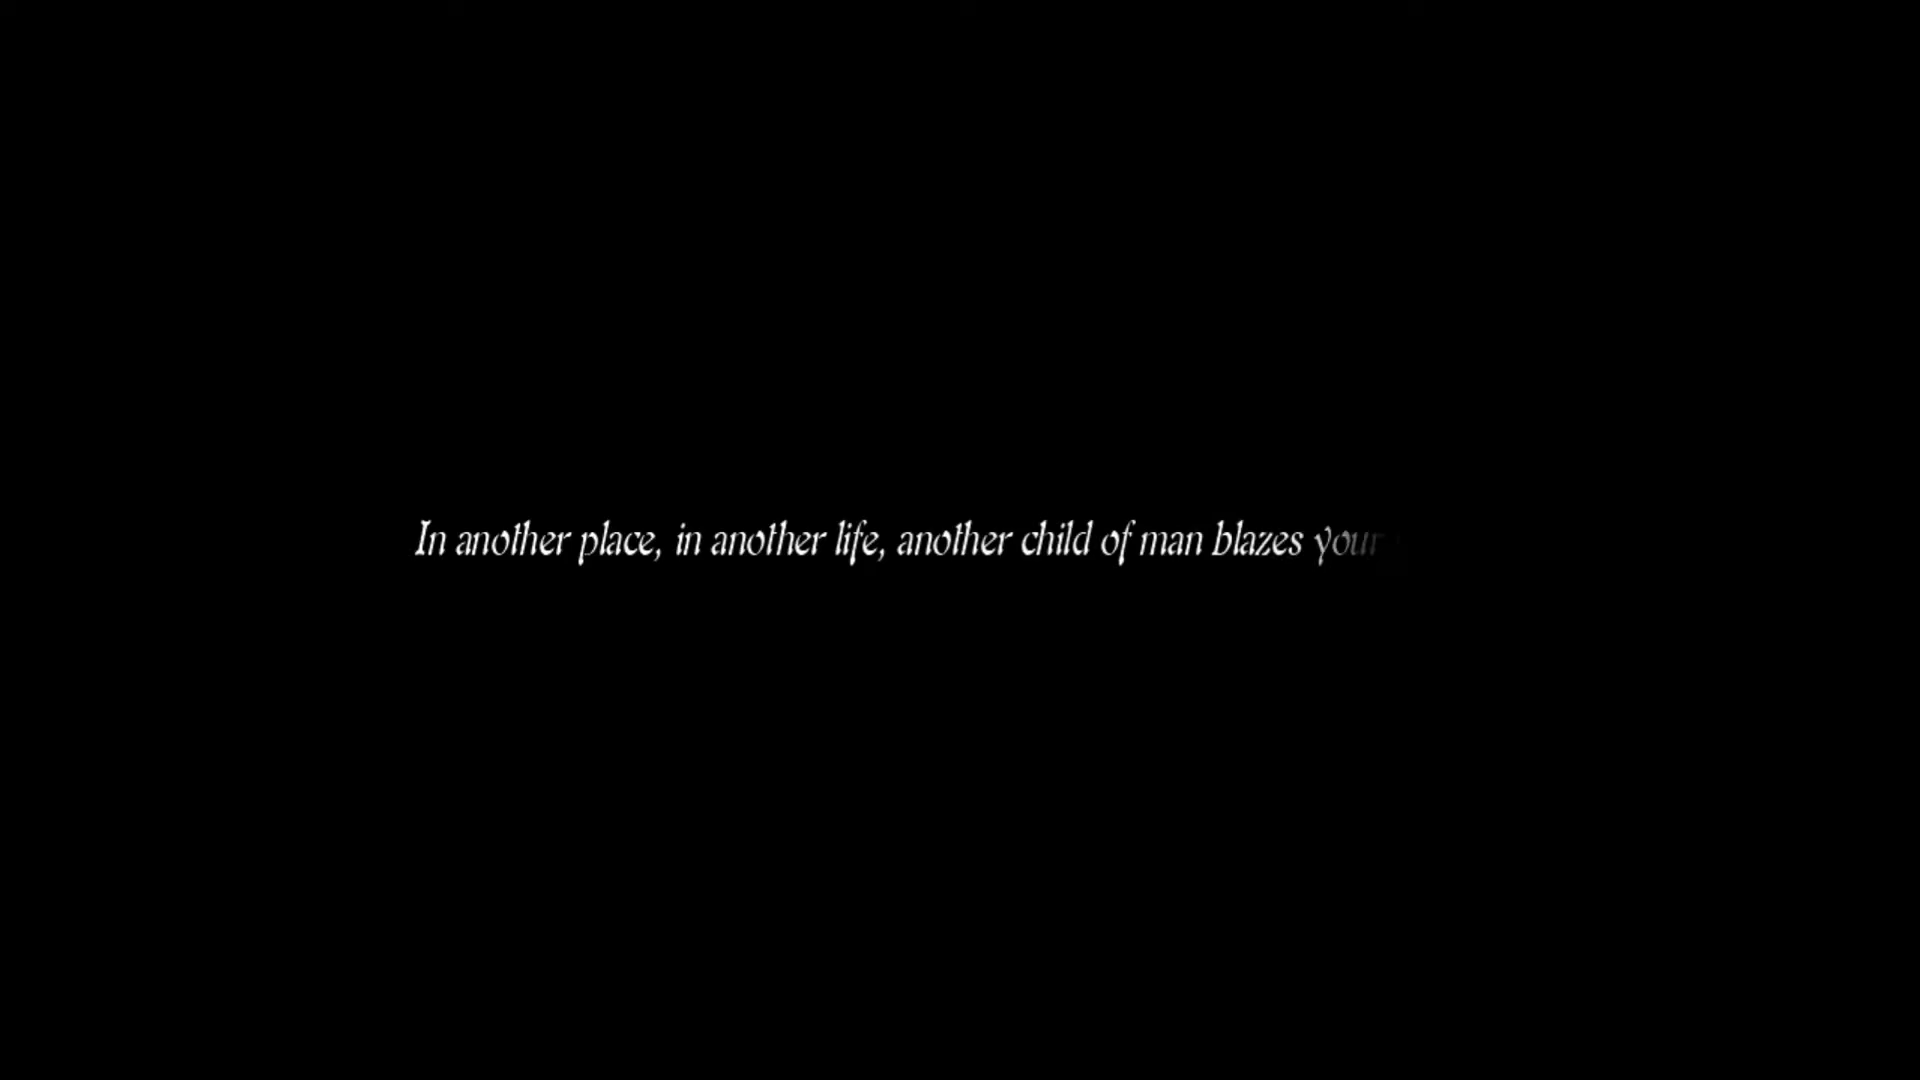 In another place, in another life, another child of man blazes your